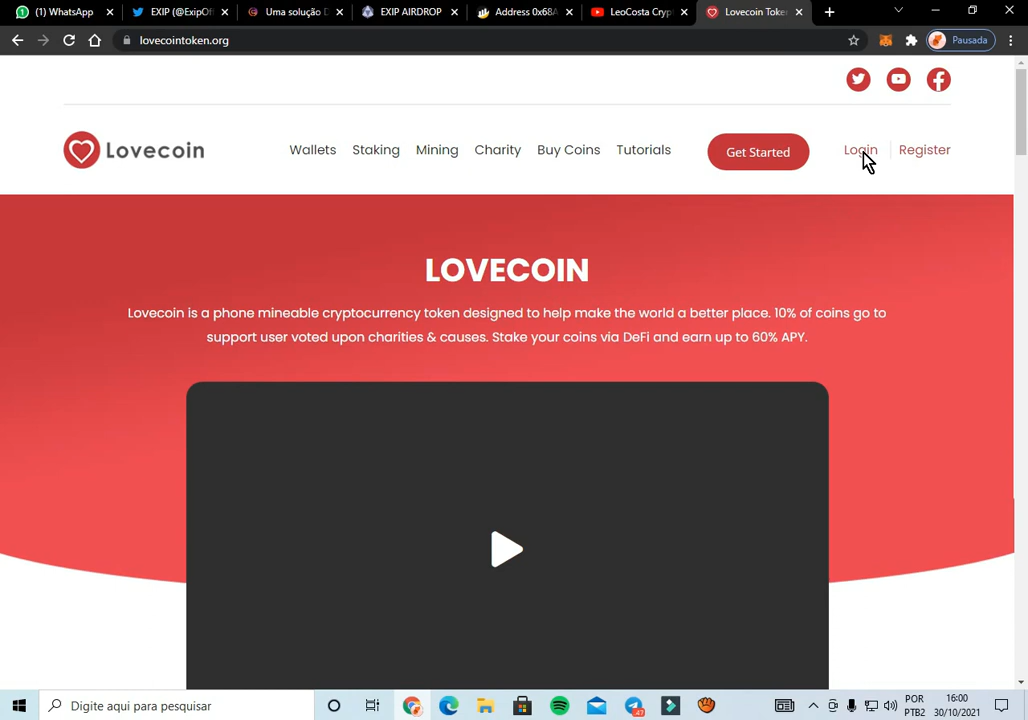 (1) WhatsApp
EXIP (@ExipOf
Uma solução D
EXIP AIRDROP
Address 0x68
LeoCosta Cryp
Lovecoin Toke
lovecointoken.org
Pausada
Lovecoin
Wallets
Staking
Mining
Charity
Buy Coins
Tutorials
Get Started
Login
Register
LOVECOIN
Lovecoin is a phone mineable cryptocurrency token designed to help make the world a better place. 10% of coins go to
support user voted upon charities & causes. Stake your coins via DeFi and earn up to 60% APY.
Digite aqui para pesquisar
47
POR
PTB2
16:00
30/10/2021